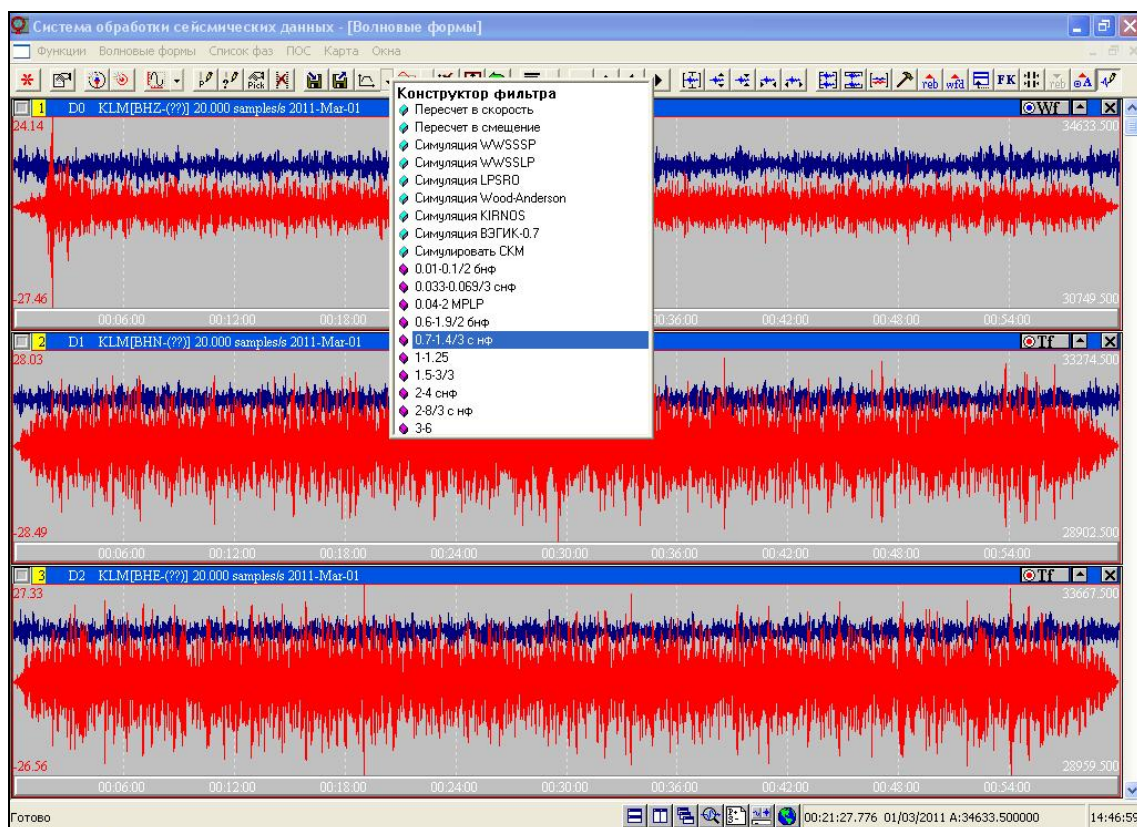 Система обработки сейсмических данных - [Волновые формы]
Функции Волновые формы Список фаз ПОС Карта Окна
Pick reb wfd FK reb A
1 D0 KLM[BHZ-(??)] 20.000 samples/s 2011-Mar-01 Wf
24.14 34633.500
-27.46 30749.500
00:06:00 00:12:00 00:18:00 00:36:00 00:42:00 00:48:00 00:54:00
Конструктор фильтра
Пересчет в скорость
Пересчет в смещение
Симуляция WWSSSP
Симуляция WWSSLP
Симуляция LPSRO
Симуляция Wood-Anderson
Симуляция KIRNOS
Симуляция ВЭГИК-0.7
Симулировать СКМ
0.01-0.1/2 бнф
0.033-0.069/3 снф
0.04-2 MPLP
0.6-1.9/2 бнф
0.7-1.4/3 с нф
1-1.25
1.5-3/3
2-4 снф
2-8/3 с нф
3-6
2 D1 KLM[BHN-(??)] 20.000 samples/s 2011-Mar-01 Tf
28.03 33274.500
-28.49 28902.500
00:06:00 00:12:00 00:18:00 00:24:00 00:30:00 00:36:00 00:42:00 00:48:00 00:54:00
3 D2 KLM[BHE-(??)] 20.000 samples/s 2011-Mar-01 Tf
27.33 33667.500
-26.56 28959.500
00:06:00 00:12:00 00:18:00 00:24:00 00:30:00 00:36:00 00:42:00 00:48:00 00:54:00
Готово 00:21:27.776 01/03/2011 A:34633.500000 14:46:59